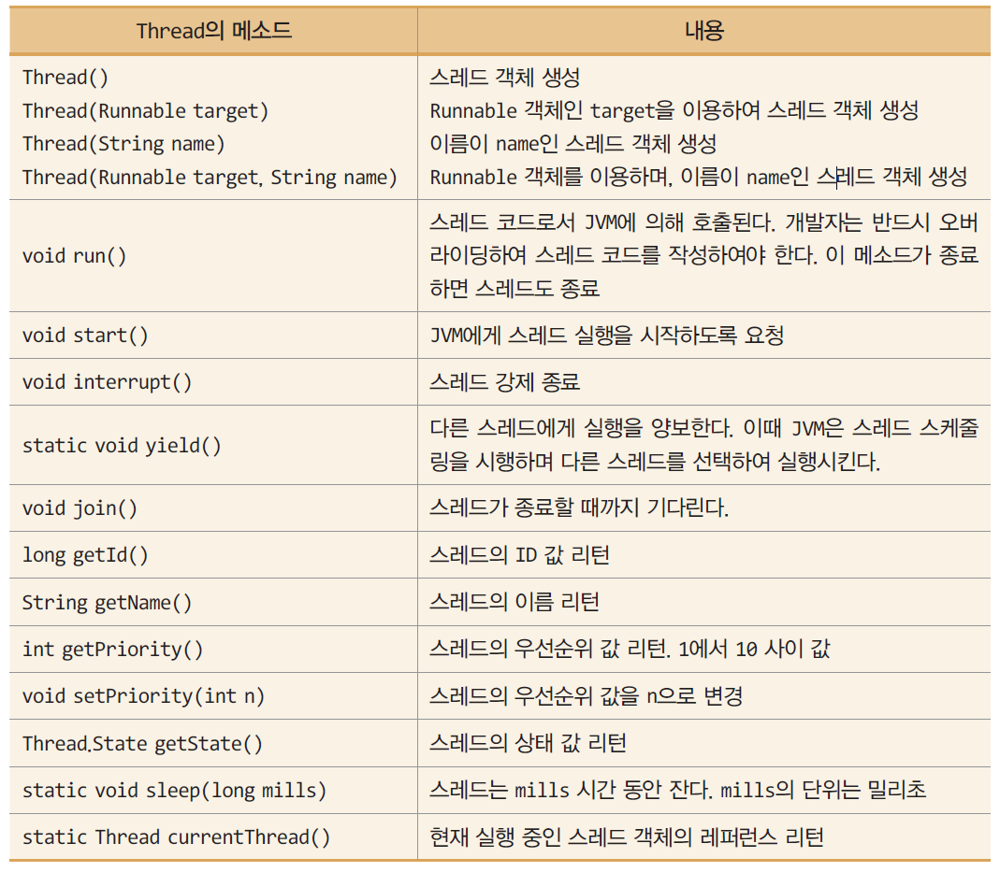 Thread의 메소드 내용
Thread() 스레드 객체 생성
Thread(Runnable target) Runnable 객체인 target을 이용하여 스레드 객체 생성
Thread(String name) 이름이 name인 스레드 객체 생성
Thread(Runnable target, String name) Runnable 객체를 이용하며, 이름이 name인 스레드 객체 생성
void run() 스레드 코드로서 JVM에 의해 호출된다. 개발자는 반드시 오버
라이딩하여 스레드 코드를 작성하여야 한다. 이 메소드가 종료
하면 스레드도 종료
void start() JVM에게 스레드 실행을 시작하도록 요청
void interrupt() 스레드 강제 종료
static void yield() 다른 스레드에게 실행을 양보한다. 이때 JVM은 스레드 스케줄
링을 시행하며 다른 스레드를 선택하여 실행시킨다.
void join() 스레드가 종료할 때까지 기다린다.
long getId() 스레드의 ID 값 리턴
String getName() 스레드의 이름 리턴
int getPriority() 스레드의 우선순위 값 리턴. 1에서 10 사이 값
void setPriority(int n) 스레드의 우선순위 값을 n으로 변경
Thread.State getState() 스레드의 상태 값 리턴
static void sleep(long mills) 스레드는 mills 시간 동안 잔다. mills의 단위는 밀리초
static Thread currentThread() 현재 실행 중인 스레드 객체의 레퍼런스 리턴